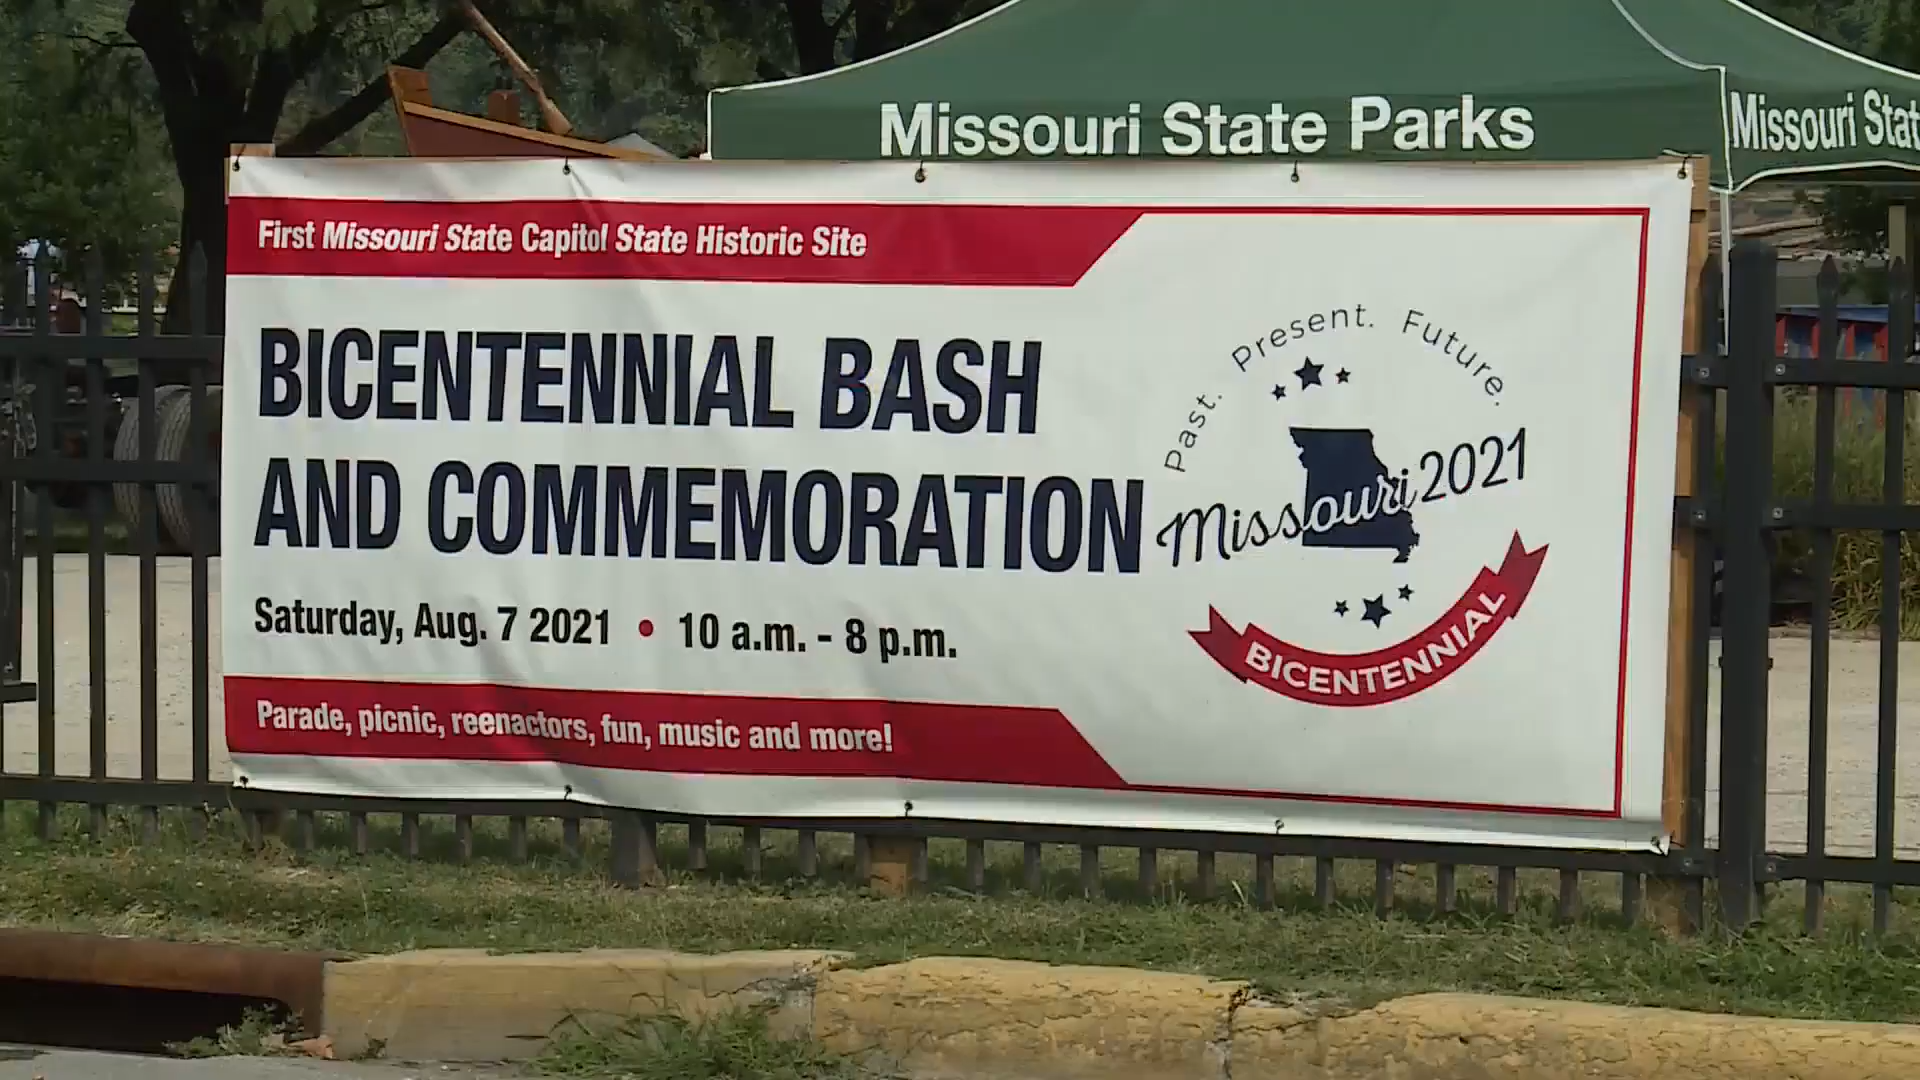 Missouri State Parks
Missouri Stat
First Missouri State Capitol State Historic Site
BICENTENNIAL BASH
AND COMMEMORATION
Saturday, Aug. 7 2021 • 10 a.m. - 8 p.m.
Parade, picnic, reenactors, fun, music and more!
Past. Present. Future.
Missouri 2021
BICENTENNIAL